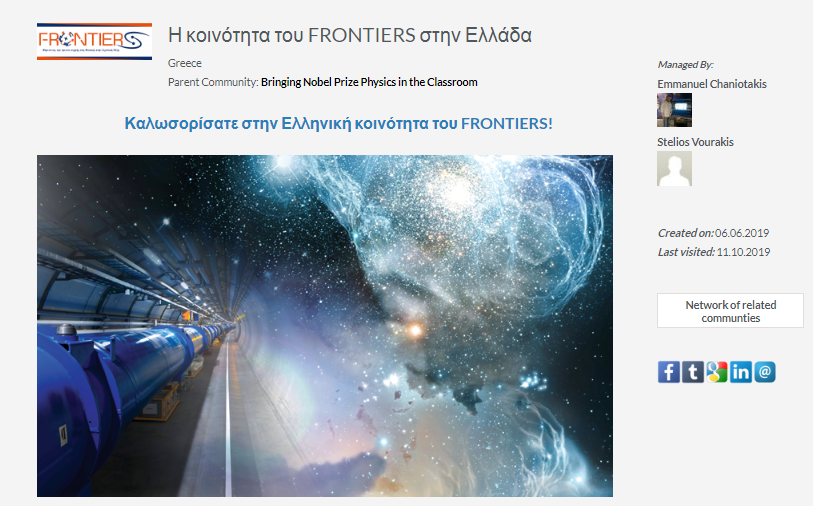 FRONTIERS
Η κοινότητα του FRONTIERS στην Ελλάδα
Greece
Parent Community: Bringing Nobel Prize Physics in the Classroom
Καλωσορίσατε στην Ελληνική κοινότητα του FRONTIERS!
Managed By:
Emmanuel Chaniotakis
Stelios Vourakis
Created on: 06.06.2019
Last visited: 11.10.2019
Network of related
communties